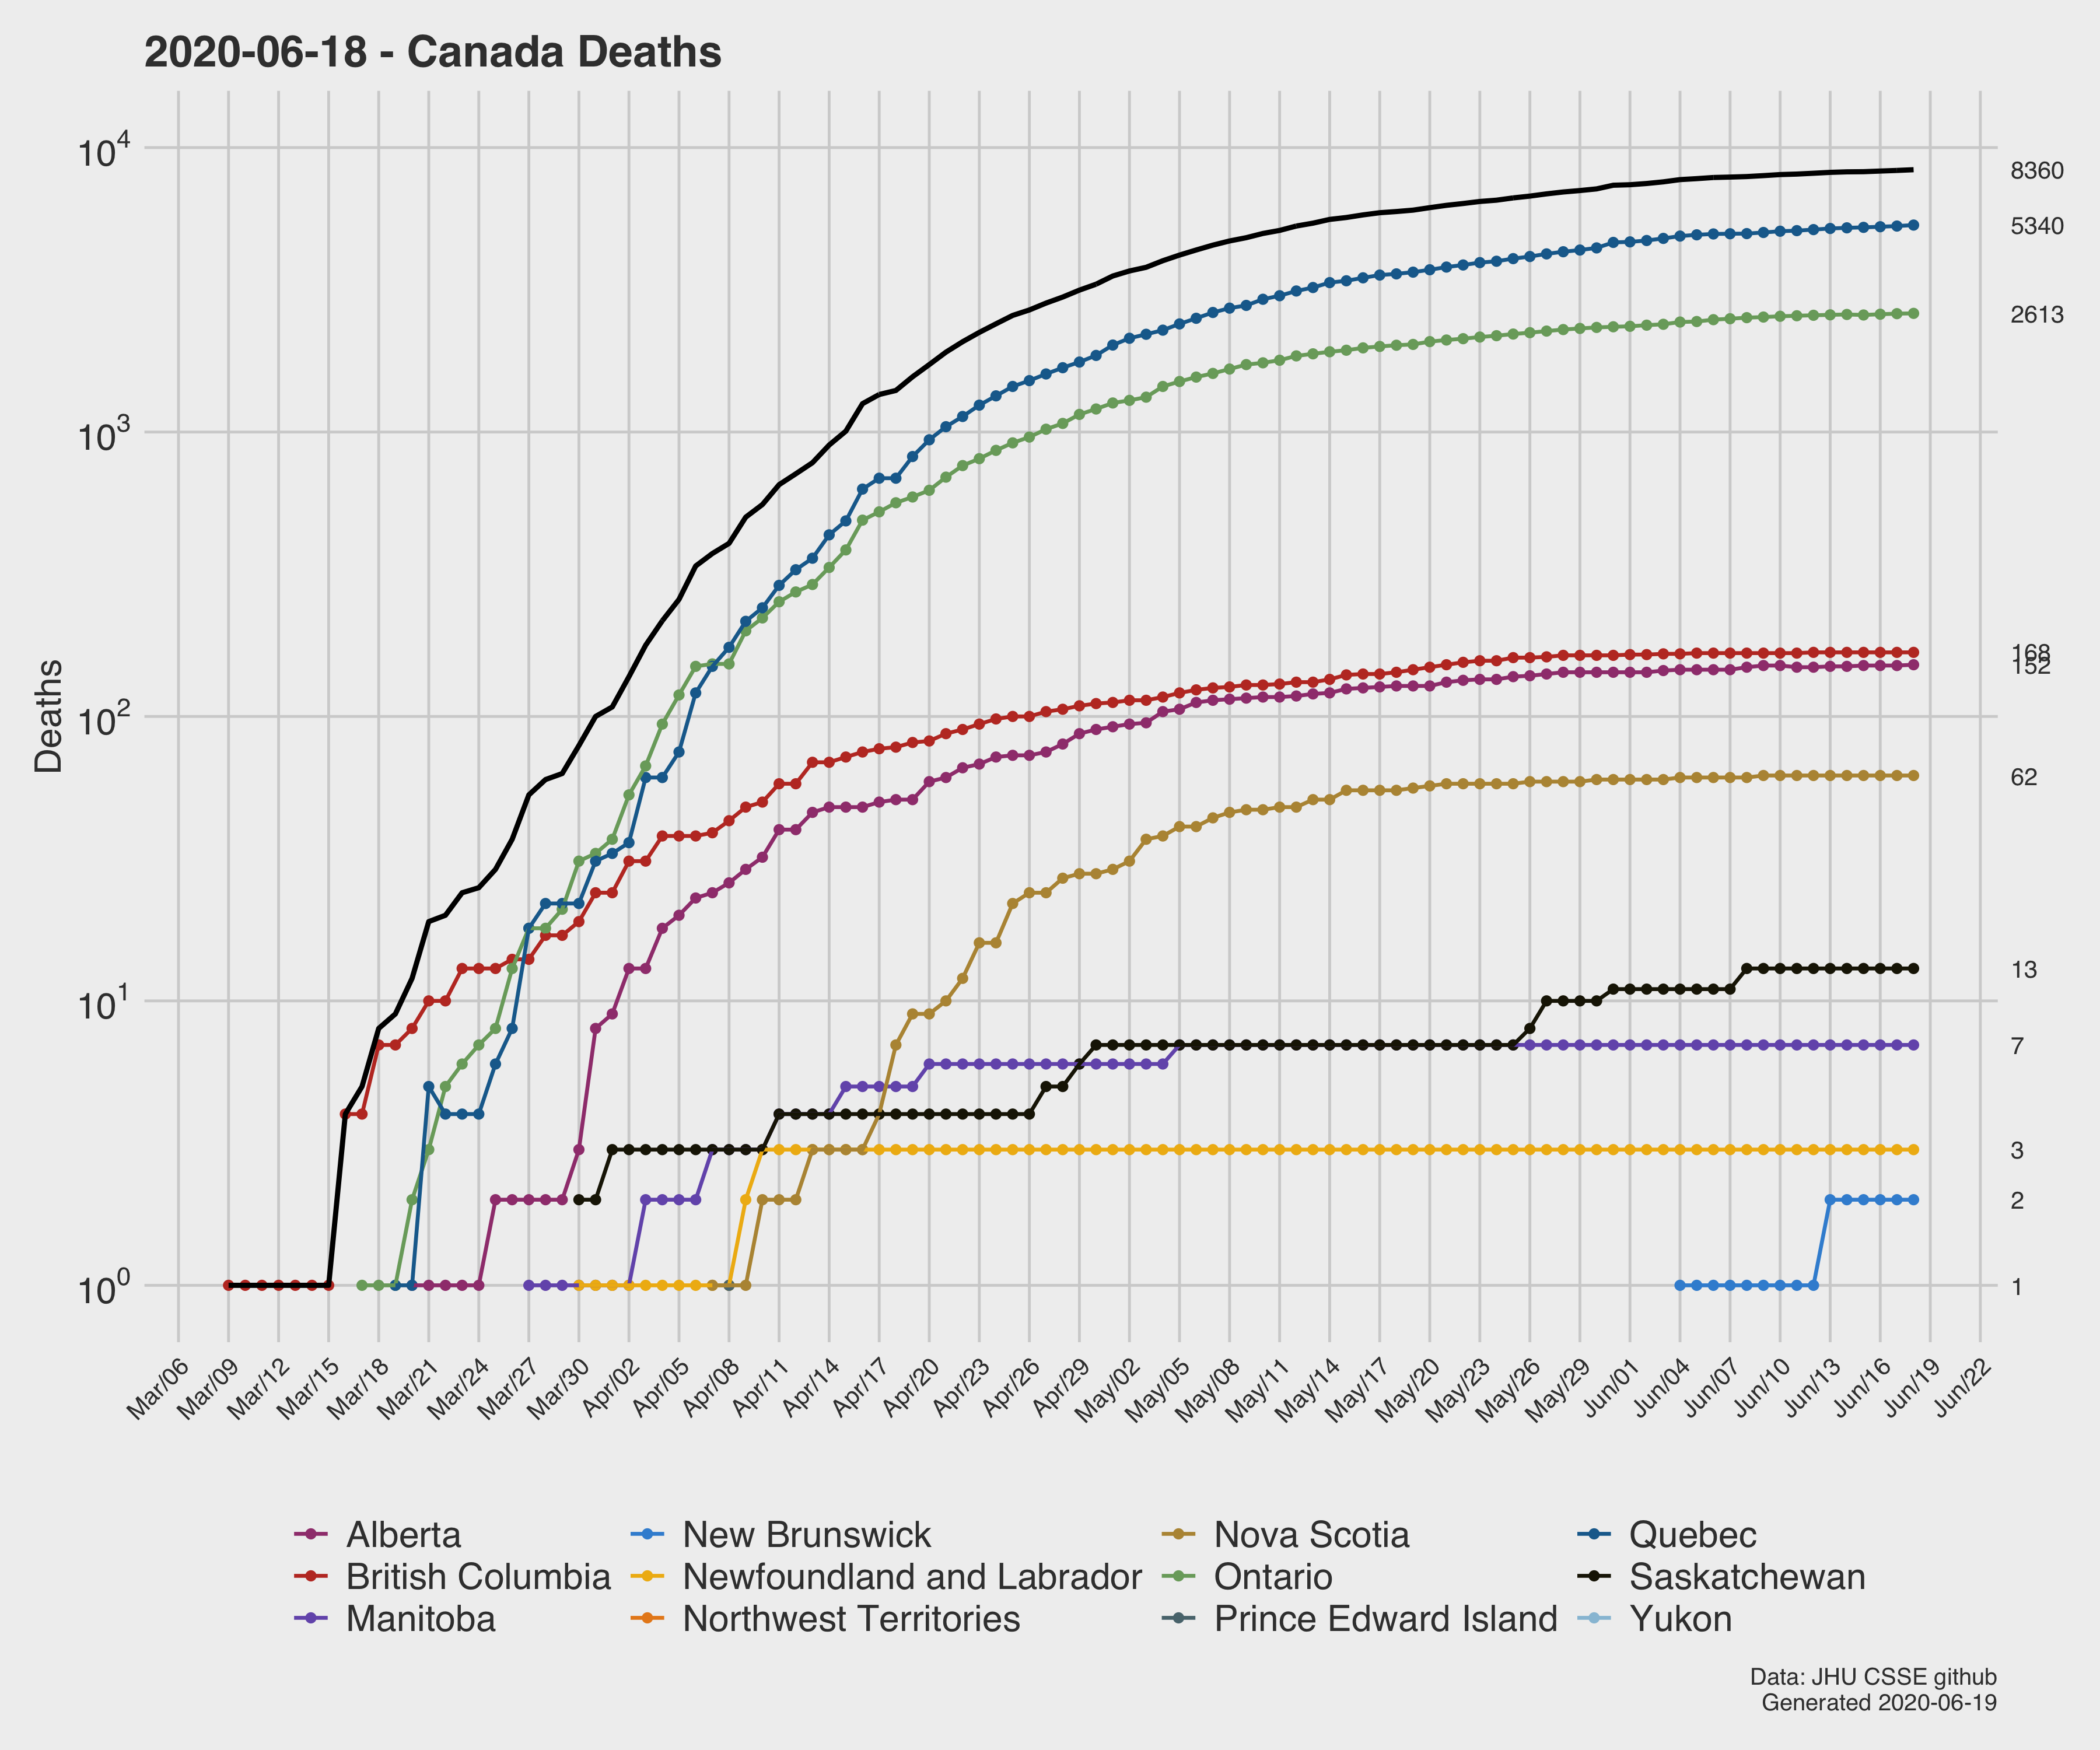 2020-06-18 - Canada Deaths
10^4
10^3
10^2
10^1
10^0
Deaths
8360
5340
2613
168
152
62
13
7
3
2
1
Mar/06
Mar/09
Mar/12
Mar/15
Mar/18
Mar/21
Mar/24
Mar/27
Mar/30
Apr/02
Apr/05
Apr/08
Apr/11
Apr/14
Apr/17
Apr/20
Apr/23
Apr/26
Apr/29
May/02
May/05
May/08
May/11
May/14
May/17
May/20
May/23
May/26
May/29
Jun/01
Jun/04
Jun/07
Jun/10
Jun/13
Jun/16
Jun/19
Jun/22
Alberta
New Brunswick
Nova Scotia
Quebec
British Columbia
Newfoundland and Labrador
Ontario
Saskatchewan
Manitoba
Northwest Territories
Prince Edward Island
Yukon
Data: JHU CSSE github
Generated 2020-06-19